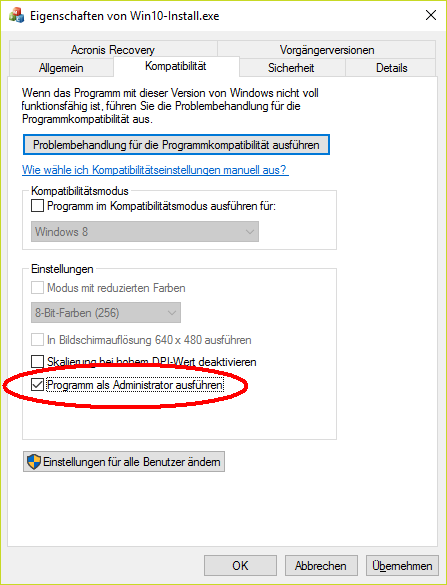 Eigenschaften von Win10-Install.exe
Acronis Recovery
Vorgängerversionen
Allgemein
Kompatibilität
Sicherheit
Details
Wenn das Programm mit dieser Version von Windows nicht voll
funktionsfähig ist, führen Sie die Problembehandlung für die
Programmkompatibilität aus.
Problembehandlung für die Programmkompatibilität ausführen
Wie wähle ich Kompatibilitätseinstellungen manuell aus?
Kompatibilitätsmodus
Programm im Kompatibilitätsmodus ausführen für:
Windows 8
Einstellungen
Modus mit reduzierten Farben
8-Bit-Farben (256)
In Bildschirmauflösung 640 x 480 ausführen
Skalierung bei hohem DPI-Wert deaktivieren
Programm als Administrator ausführen
Einstellungen für alle Benutzer ändern
OK
Abbrechen
Übernehmen